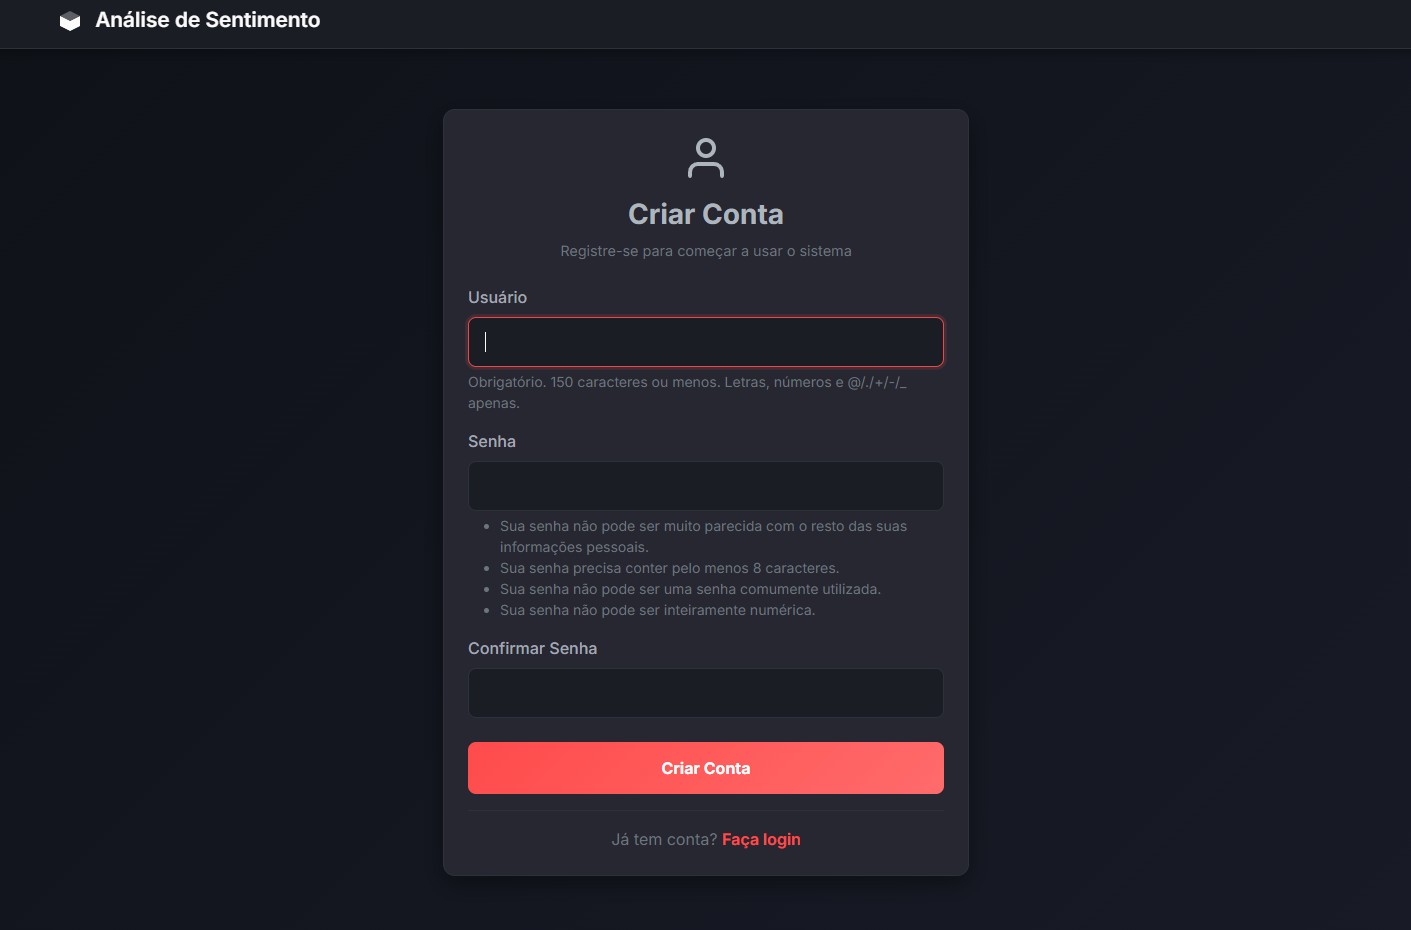 Análise de Sentimento
Criar Conta
Registre-se para começar a usar o sistema
Usuário
Obrigatório. 150 caracteres ou menos. Letras, números e @/./+/-/_
apenas.
Senha
• Sua senha não pode ser muito parecida com o resto das suas
informações pessoais.
• Sua senha precisa conter pelo menos 8 caracteres.
• Sua senha não pode ser uma senha comumente utilizada.
• Sua senha não pode ser inteiramente numérica.
Confirmar Senha
Criar Conta
Já tem conta? Faça login